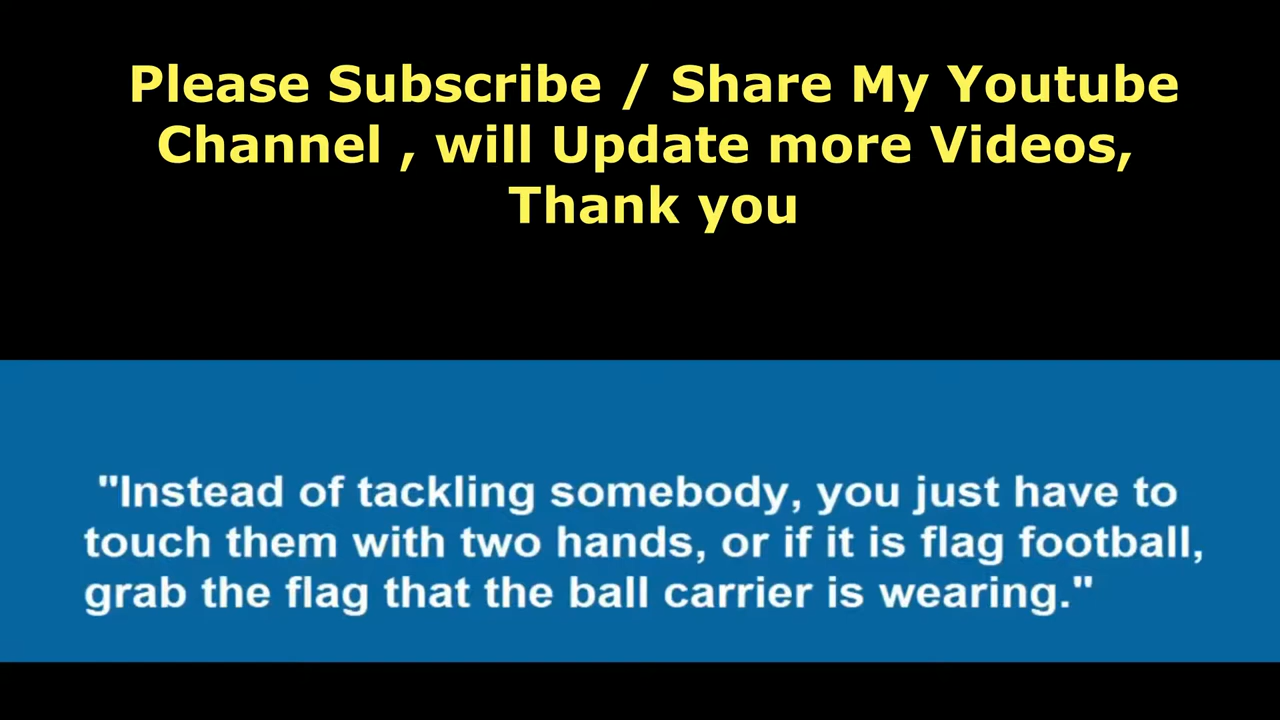 Please Subscribe / Share My Youtube
Channel , will Update more Videos,
Thank you
"Instead of tackling somebody, you just have to
touch them with two hands, or if it is flag football,
grab the flag that the ball carrier is wearing."